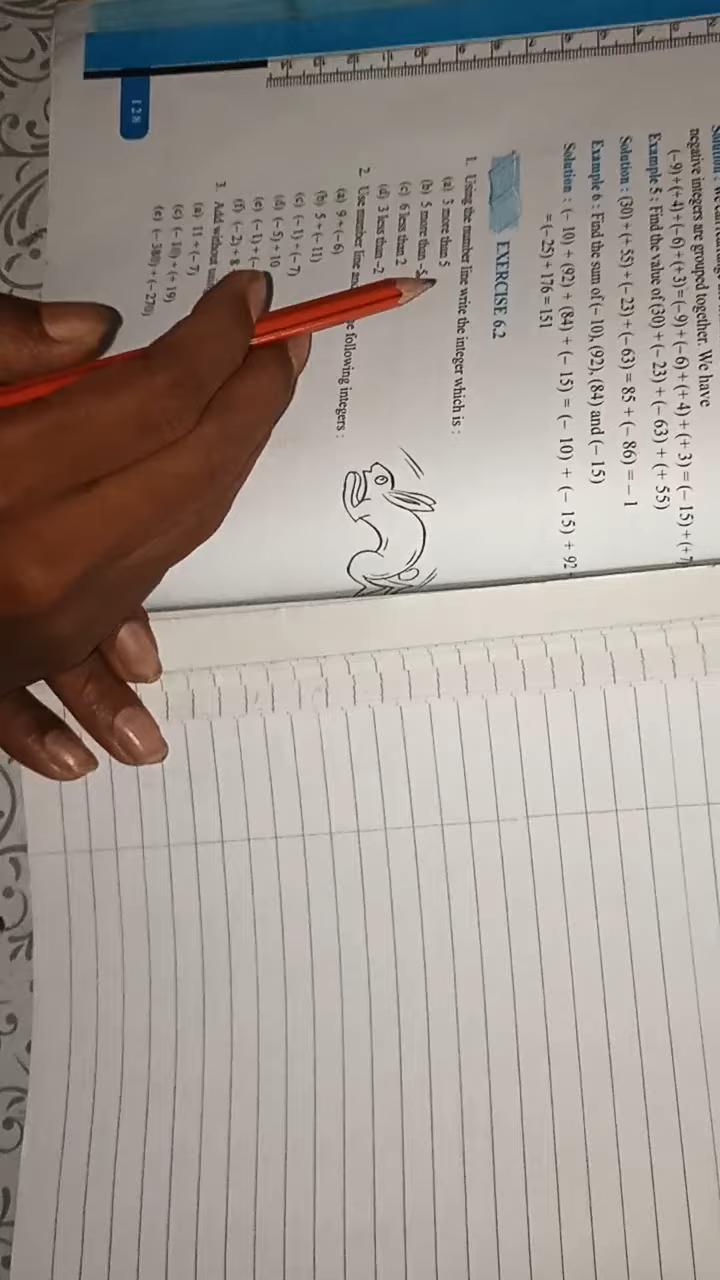 negative integers are grouped together. We have
(-9)+(+4)+(-6)+(+3)=(-9)+(-6)+(+4)+(+3)=(-15)+(+7
Example 5 : Find the value of (30)+(-23)+(-63)+(+55)
Solution : (30)+(+55)+(-23)+(-63)=85+(-86)=-1
Example 6 : Find the sum of (-10), (92), (84) and (-15)
Solution : (-10)+(92)+(84)+(-15)=(-10)+(-15)+92
=(-25)+176=151
EXERCISE 6.2
1. Using the number line write the integer which is :
(a) 3 more than 5
(b) 5 more than -5
(c) 6 less than 2
(d) 3 less than -2
2. Use number line and following integers :
(a) 9+(-6)
(b) 5+(-11)
(c) (-1)+(-7)
(d) (-5)+10
(e) (-1)+(-
(f) (-2)+8
3. Add without
(a) 11+(-7)
(c) (-10)+(+19)
(e) (-380)+(-270)
128